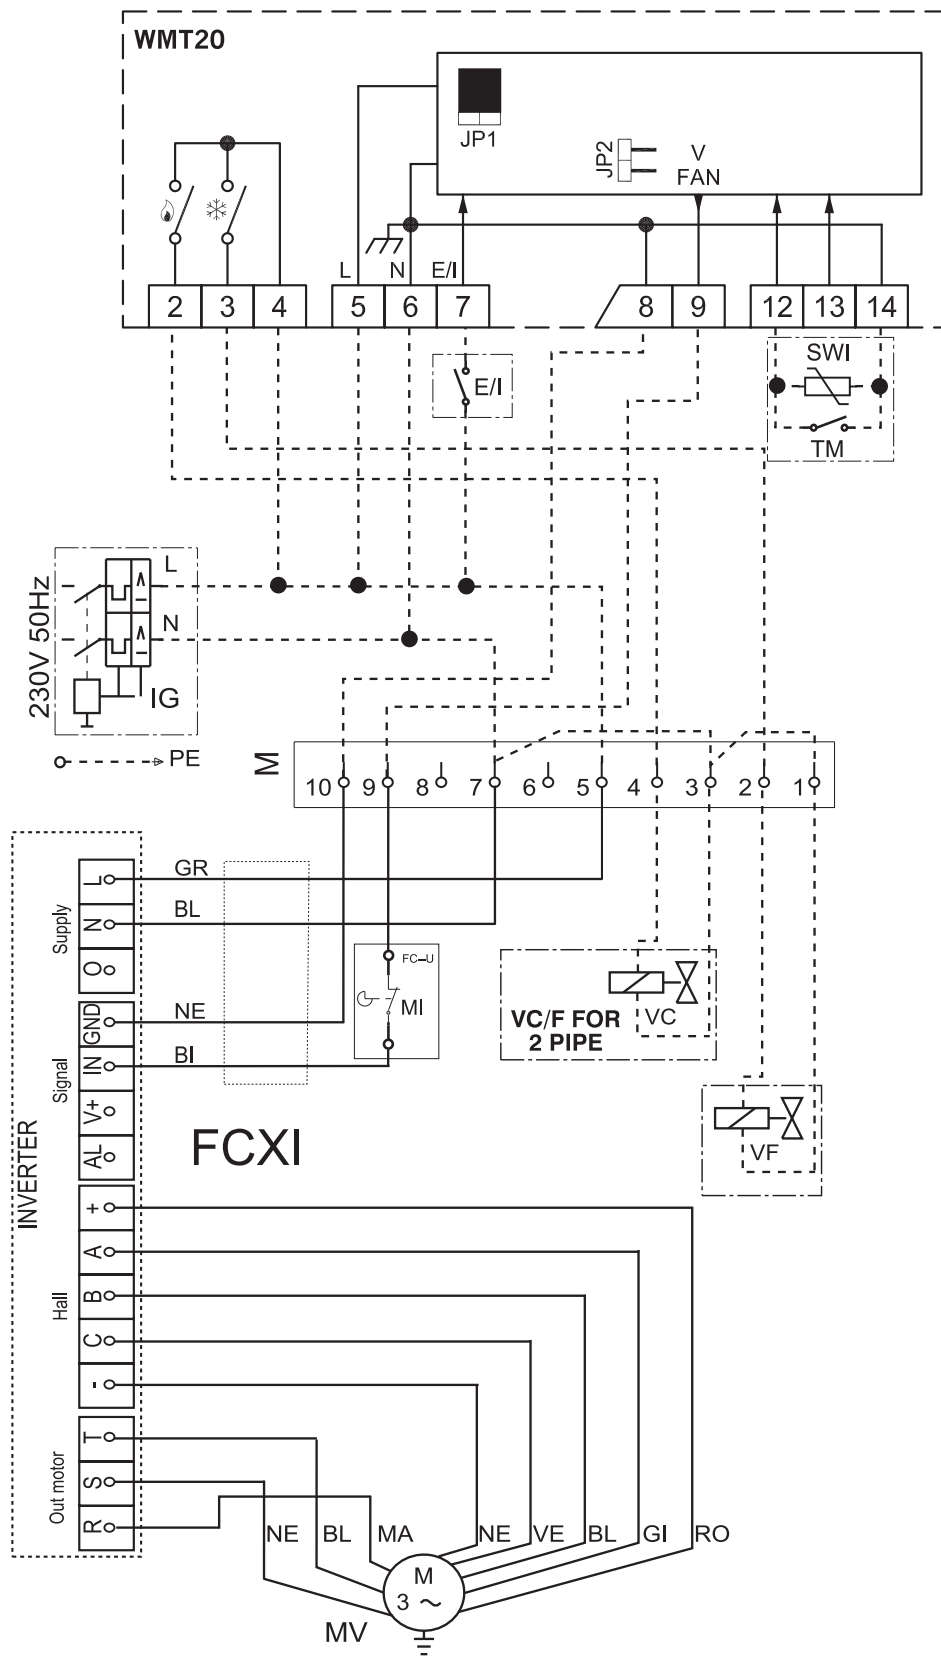 WMT20
JP1
JP2
V
FAN
L N E/I
2 3 4 5 6 7 8 9 12 13 14
E/I
SWI
TM
230V 50Hz
L
N
IG
PE
M
10 9 8 7 6 5 4 3 2 1
INVERTER
Supply
L
N
O
GR
BL
Signal
GND
IN
V+
AL
NE
BI
FC-U
MI
VC/F FOR
2 PIPE
VC
VF
FCXI
Hall
+
A
B
C
-
Out motor
T
S
R
NE BL MA NE VE BL GI RO
M
3 ~
MV